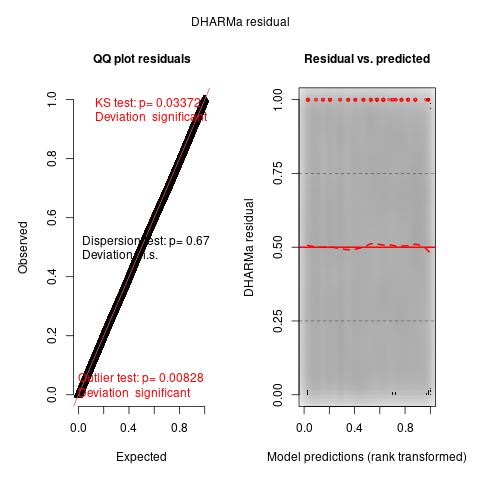 DHARMa residual
QQ plot residuals
KS test: p= 0.03372
Deviation significant
Dispersion test: p= 0.67
Deviation n.s.
Outlier test: p= 0.00828
Deviation significant
Observed
0.0 0.2 0.4 0.6 0.8 1.0
0.0 0.4 0.8
Expected
Residual vs. predicted
DHARMa residual
0.00 0.25 0.50 0.75 1.00
0.0 0.4 0.8
Model predictions (rank transformed)